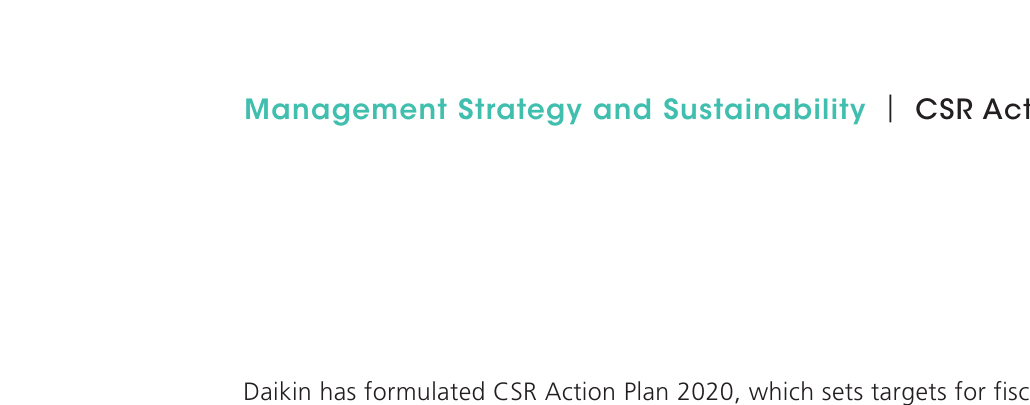 Management Strategy and Sustainability | CSR Act
Daikin has formulated CSR Action Plan 2020, which sets targets for fisc